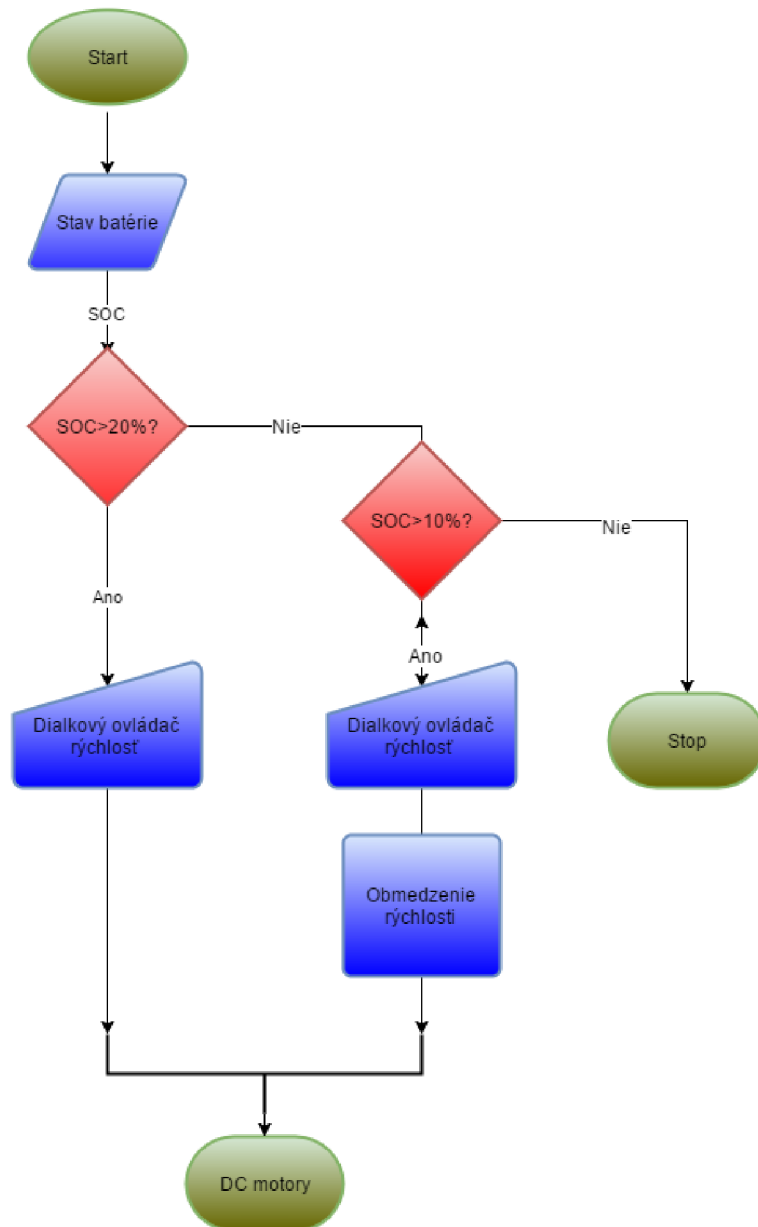 Start
Stav batérie
SOC
SOC>20%?
Nie
SOC>10%?
Nie
Ano
Ano
Dialkový ovládač
rýchlosť
Dialkový ovládač
rýchlosť
Stop
Obmedzenie
rýchlosti
DC motory